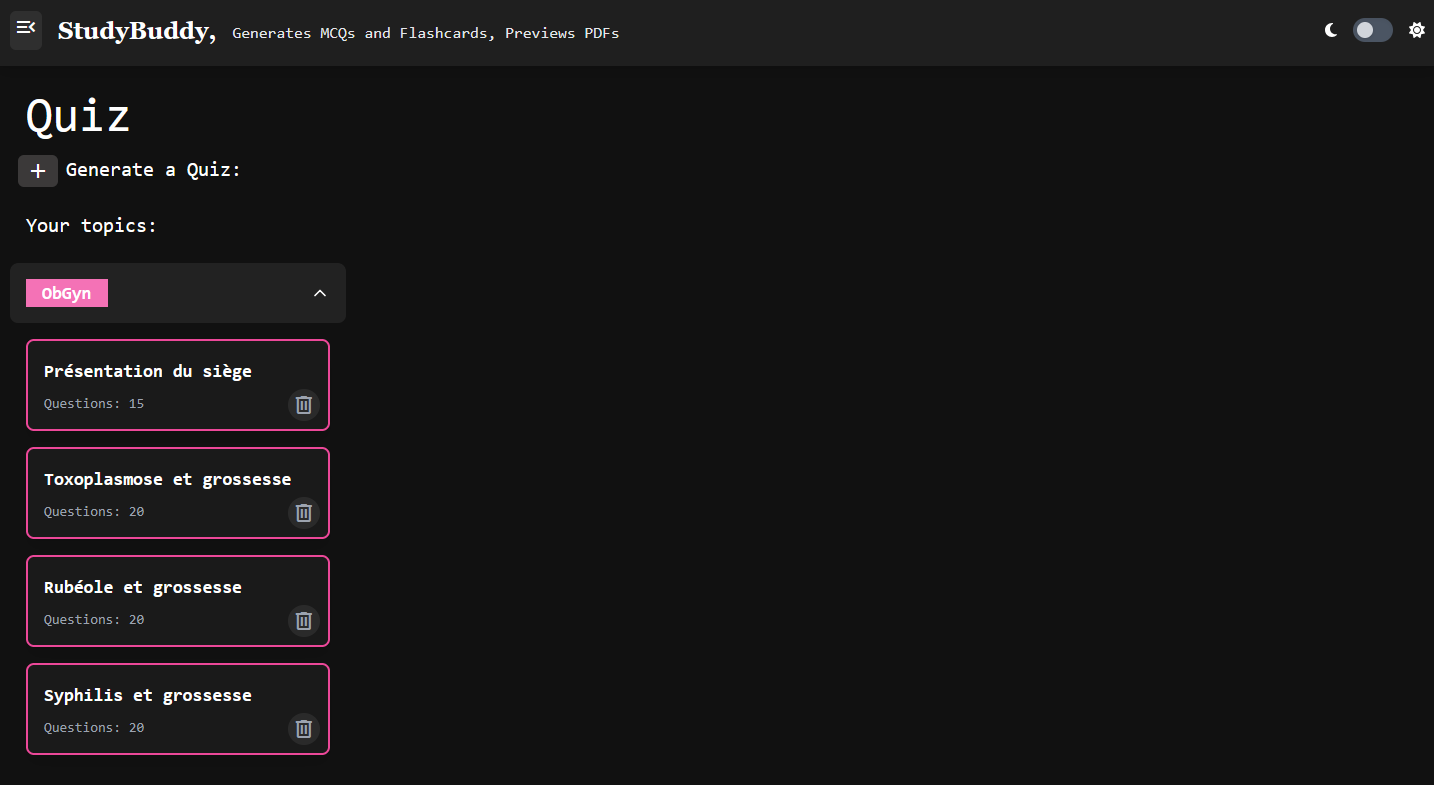 StudyBuddy, Generates MCQs and Flashcards, Previews PDFs
Quiz
+ Generate a Quiz:
Your topics:
ObGyn
Présentation du siège
Questions: 15
Toxoplasmose et grossesse
Questions: 20
Rubéole et grossesse
Questions: 20
Syphilis et grossesse
Questions: 20